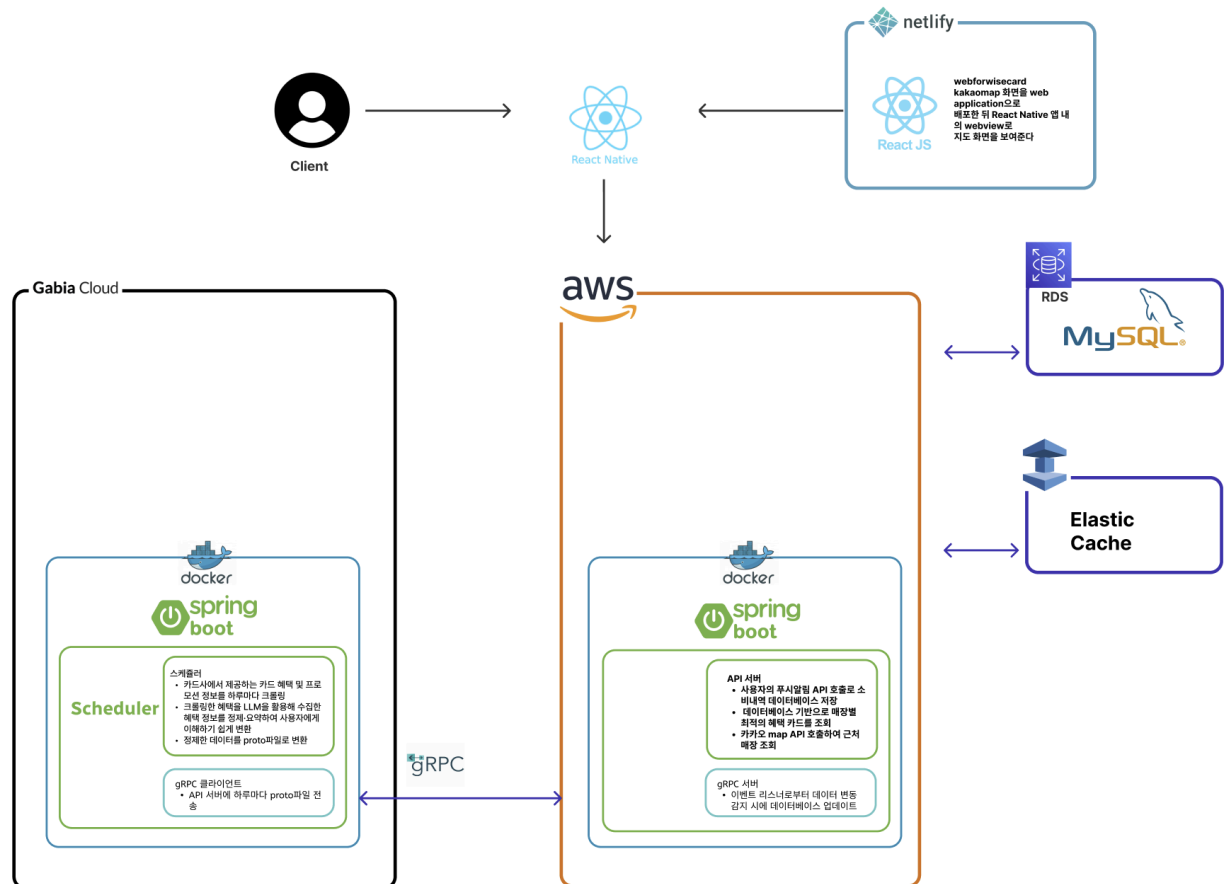 netlify
webforwisecard
kakaomap 화면을 web
application으로
배포한 뒤 React Native 앱 내
의 webview로
지도 화면을 보여준다
React JS
Client
React Native
Gabia Cloud
aws
RDS
MySQL
Elastic
Cache
docker
spring
boot
Scheduler
스케쥴러
• 카드사에서 제공하는 카드 혜택 및 프로
모션 정보를 하루마다 크롤링
• 크롤링한 혜택을 LLM을 활용해 수집한
혜택 정보를 정제·요약하여 사용자에게
이해하기 쉽게 변환
• 정제한 데이터를 proto파일로 변환
gRPC 클라이언트
• API 서버에 하루마다 proto파일 전
송
gRPC
docker
spring
boot
API 서버
• 사용자의 푸시알림 API 호출로 소
비내역 데이터베이스 저장
• 데이터베이스 기반으로 매장별
최적의 혜택 카드를 조회
• 카카오 map API 호출하여 근처
매장 조회
gRPC 서버
• 이벤트 리스너로부터 데이터 변동
감지 시에 데이터베이스 업데이트